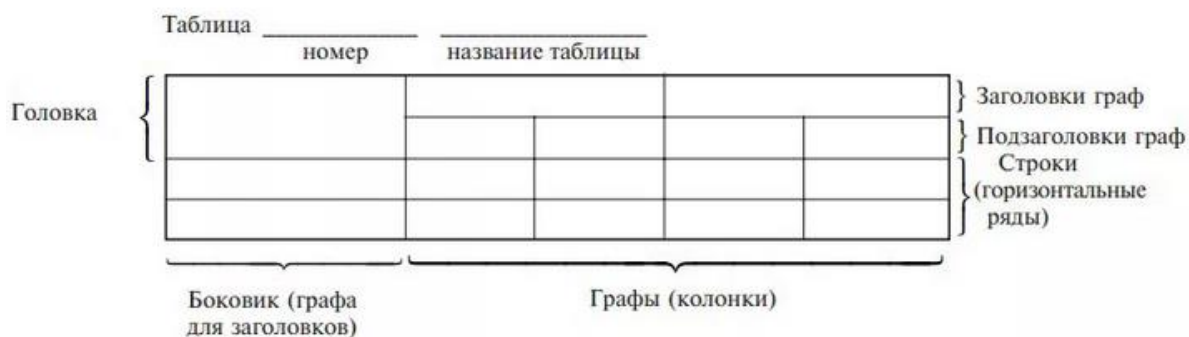 Таблица
номер название таблицы
Головка
Заголовки граф
Подзаголовки граф
Строки
(горизонтальные
ряды)
Боковик (графа
для заголовков)
Графы (колонки)